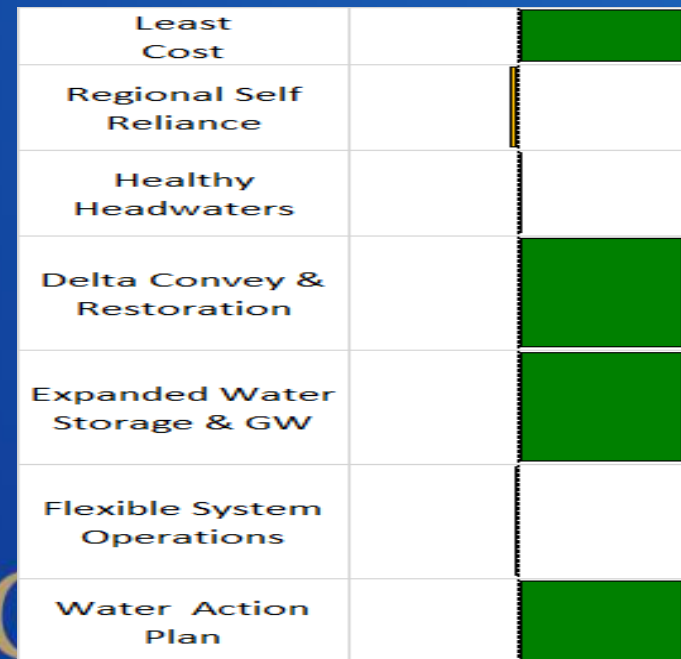 Least
Cost
Regional Self
Reliance
Healthy
Headwaters
Delta Convey &
Restoration
Expanded Water
Storage & GW
Flexible System
Operations
Water Action
Plan